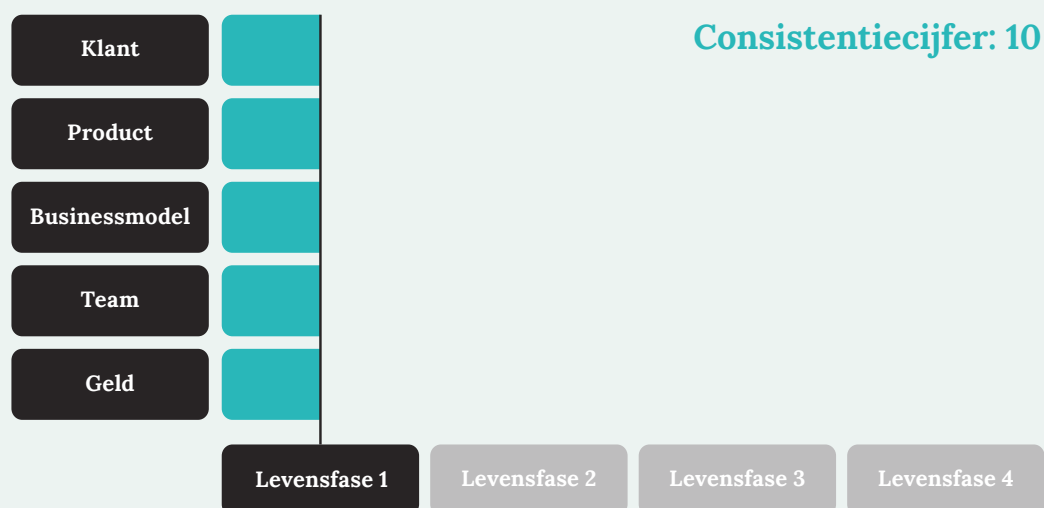 Klant
Consistentiecijfer: 10
Product
Businessmodel
Team
Geld
Levensfase 1
Levensfase 2
Levensfase 3
Levensfase 4